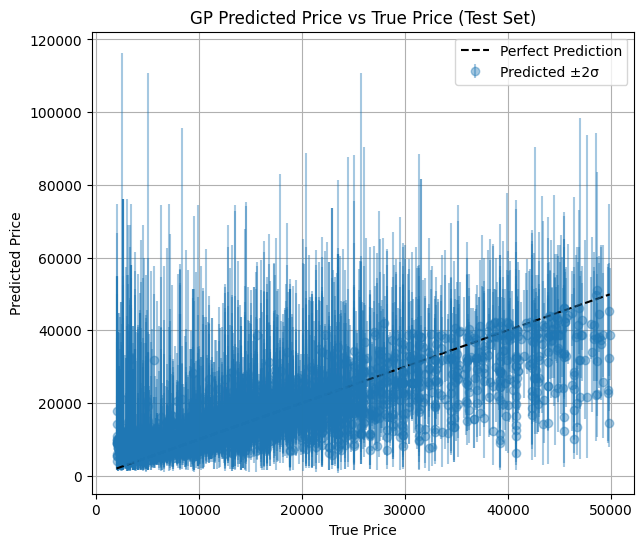 GP Predicted Price vs True Price (Test Set)
120000
100000
80000
60000
40000
20000
0
Predicted Price
Perfect Prediction
Predicted ±2σ
0 10000 20000 30000 40000 50000
True Price